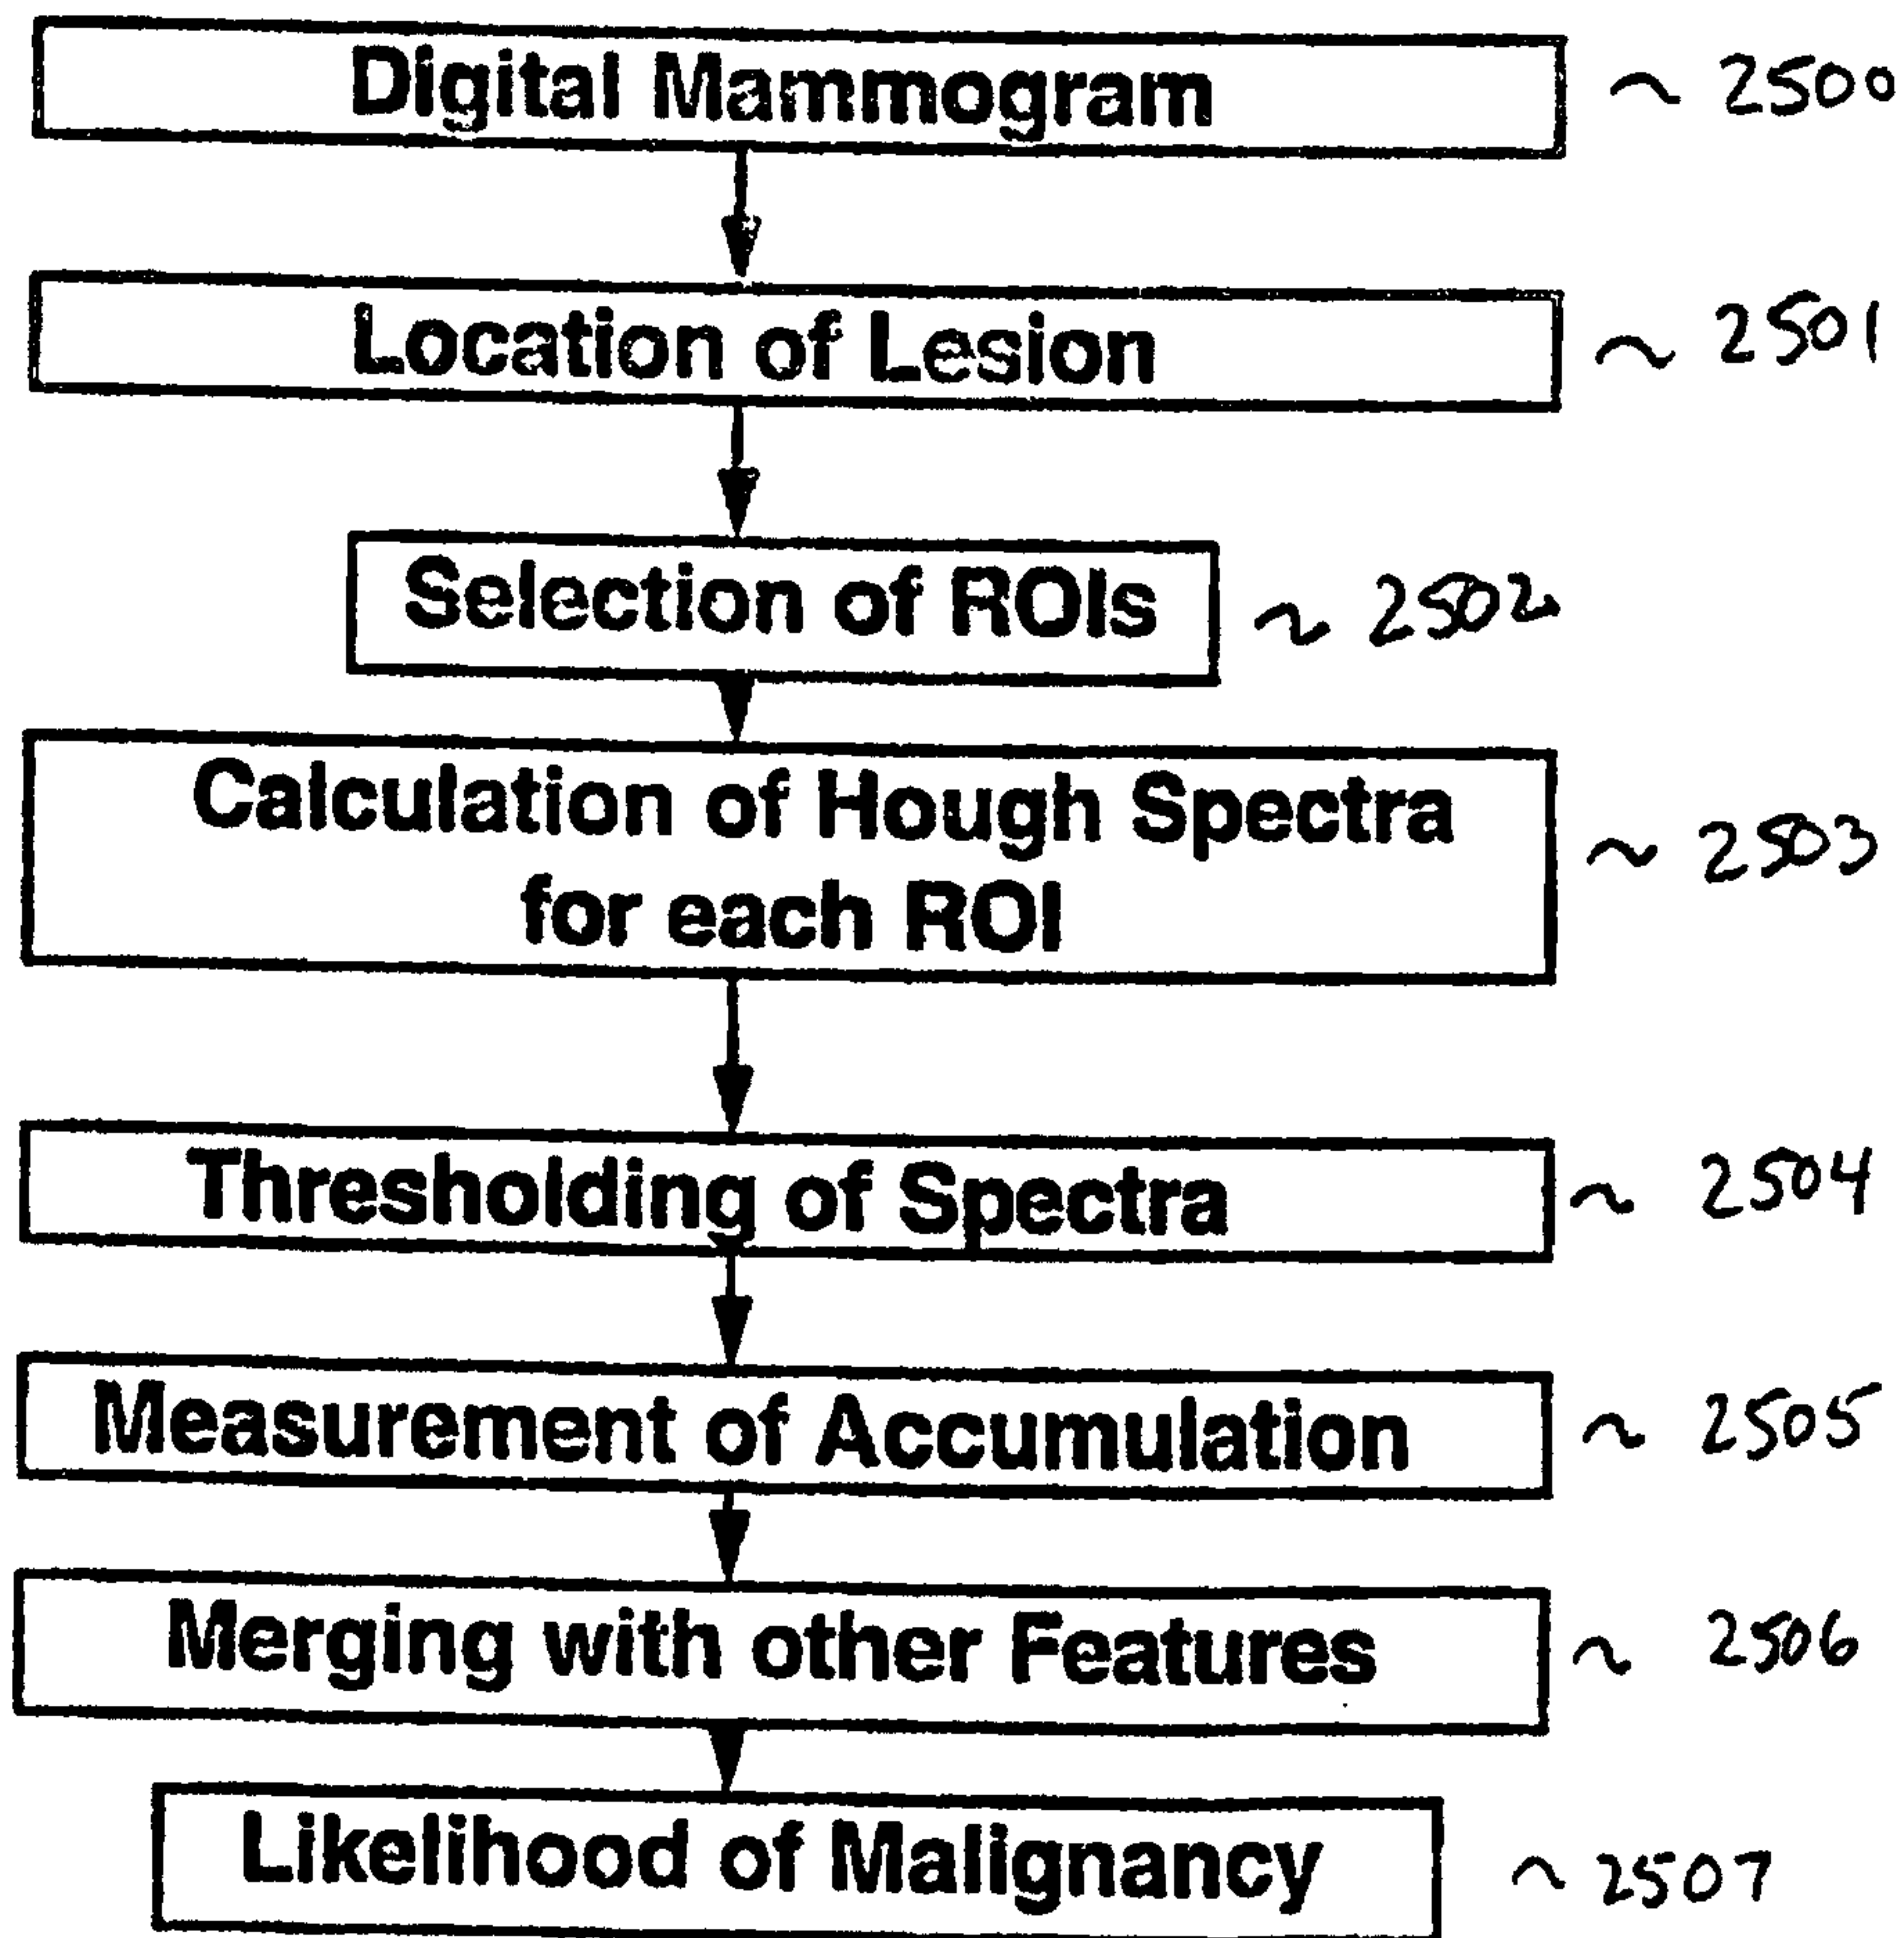 Digital Mammogram ~ 2500
Location of Lesion ~ 2501
Selection of ROIs ~ 2502
Calculation of Hough Spectra
for each ROI ~ 2503
Thresholding of Spectra ~ 2504
Measurement of Accumulation ~ 2505
Merging with other Features ~ 2506
Likelihood of Malignancy ~ 2507